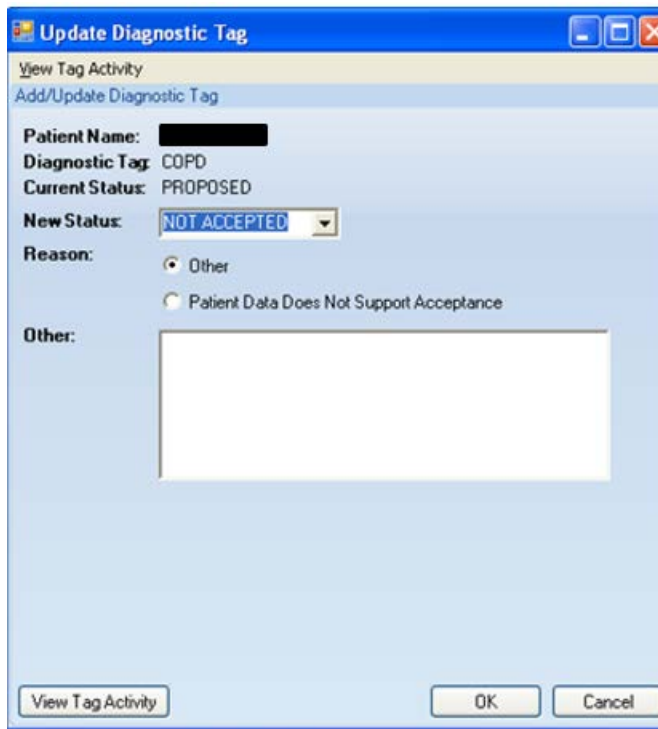 Update Diagnostic Tag
View Tag Activity
Add/Update Diagnostic Tag
Patient Name:
Diagnostic Tag: COPD
Current Status: PROPOSED
New Status: NOT ACCEPTED
Reason:
Other
Patient Data Does Not Support Acceptance
Other:
View Tag Activity OK Cancel